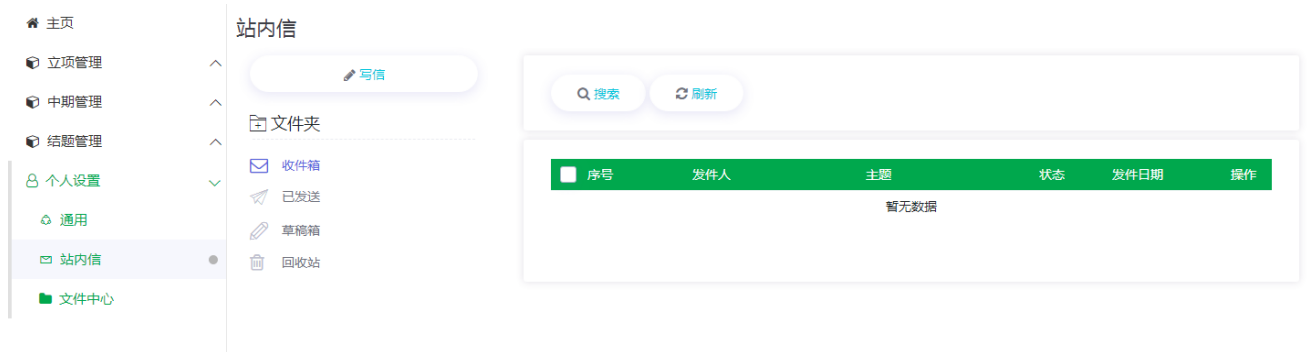 主页
立项管理
中期管理
结题管理
个人设置
通用
站内信
文件中心
站内信
写信
文件夹
收件箱
已发送
草稿箱
回收站
搜索 刷新
序号 发件人 主题 状态 发件日期 操作
暂无数据